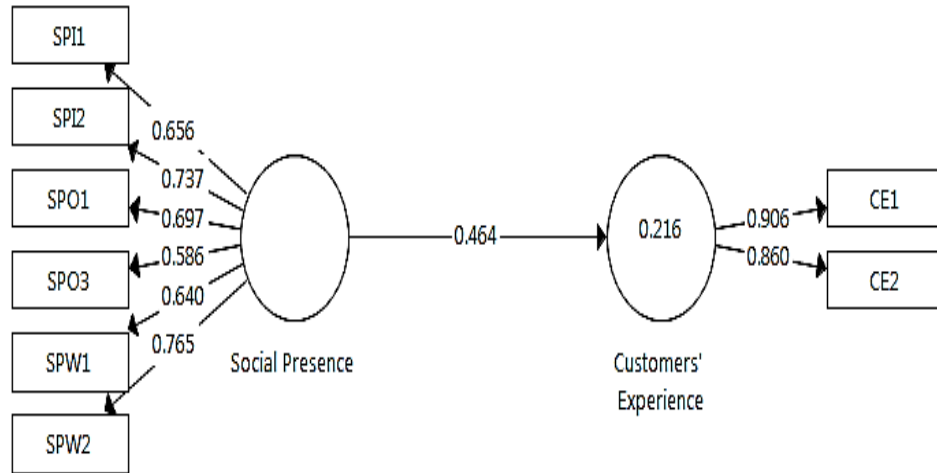 SPI1
0.656
SPI2
0.737
SPO1
0.697
SPO3
0.586
SPW1
0.640
SPW2
0.765
Social Presence
0.464
0.216
Customers'
Experience
0.906
CE1
0.860
CE2